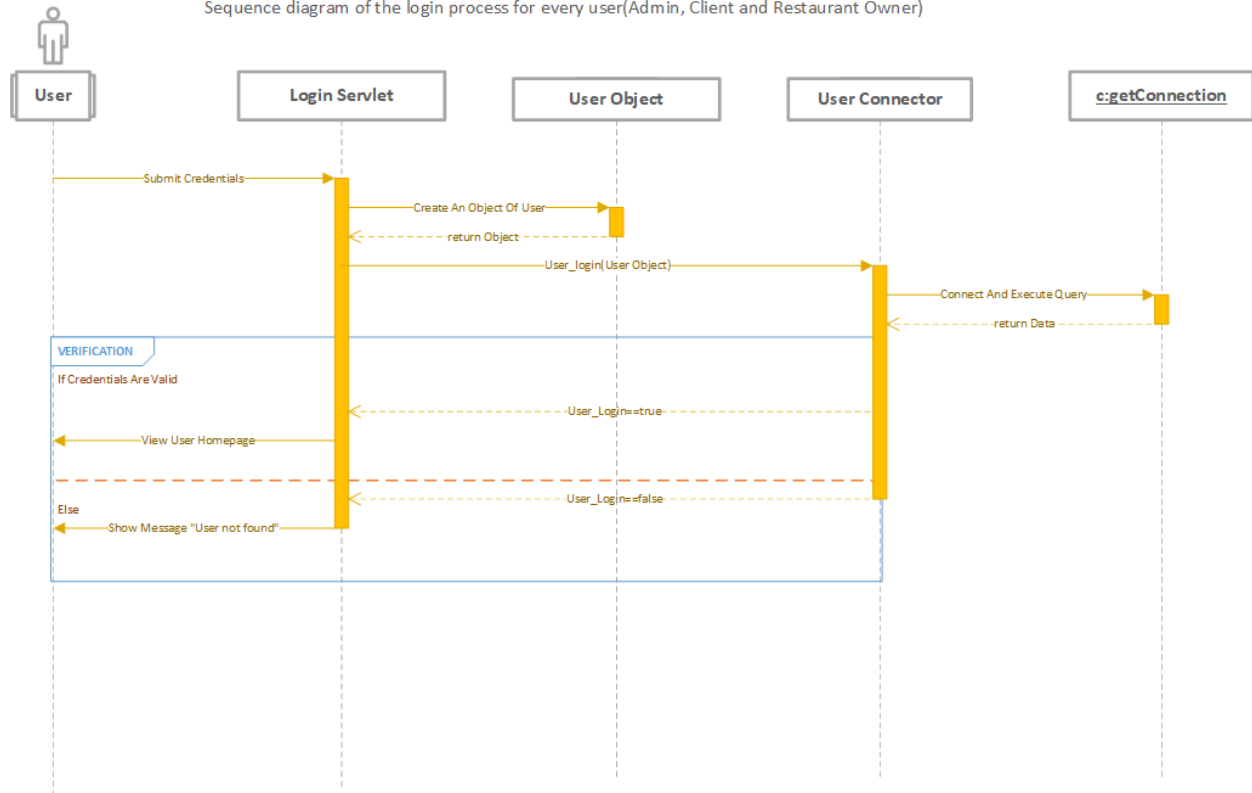 Sequence diagram of the login process for every user(Admin, Client and Restaurant Owner)
User
Login Servlet
User Object
User Connector
c:getConnection
Submit Credentials
Create An Object Of User
return Object
User_login(User Object)
Connect And Execute Query
return Data
VERIFICATION
If Credentials Are Valid
User_Login==true
View User Homepage
User_Login==false
Else
Show Message "User not found"